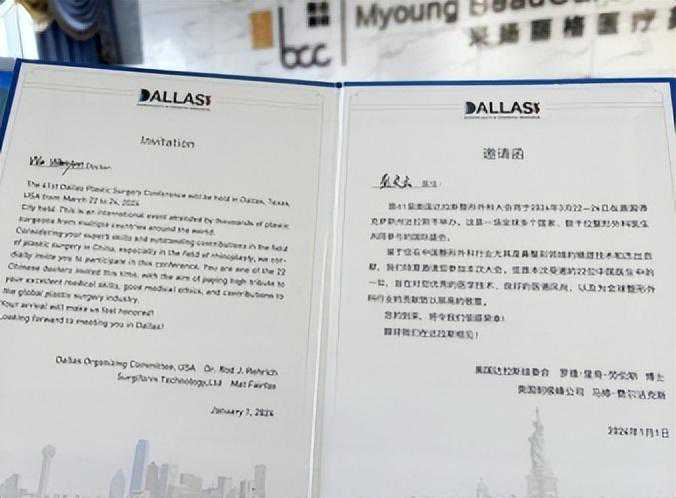 bcc
Myoung Beauty
医疗
DALLAS
Invitation
Doctor
The 41st Dallas Plastic Surgery Conference will be held in Dallas, Texas,
USA from March 22 to 24, 2024.
City held. This is an international event attended by thousands of plastic
surgeons from multiple countries around the world.
Considering your superb skills and outstanding contributions in the field
of plastic surgery in China, especially in the field of rhinoplasty, we cor-
dially invite you to participate in this conference. You are one of the 22
Chinese doctors invited this time, with the aim of paying high tribute to
your excellent medical skills, good medical ethics, and contributions to
the global plastic surgery industry.
Your arrival will make us feel honored!
Looking forward to meeting you in Dallas!
Dallas Organizing Committee, USA Dr. Rod J. Rohrich
Surgiform Technology,Ltd Mat Fairfax
January 1, 2024
DALLAS
邀请函
医生:
第41届美国达拉斯整形外科大会将于2024年3月22-24日在美国德
克萨斯州达拉斯市举办。这是一场全球多个国家、数千位整形外科医生
共同参与的国际盛会。
鉴于您在中国整形外科行业尤其是鼻整形领域的精湛技术和杰出贡
献,我们特邀请您参加本次大会,您是本次受邀的22位中国医生中的
一位,旨在对您优秀的医学技术、良好的医德风尚,以及为全球整形外
科行业的贡献致以崇高的敬意。
您的到来,将令我们倍感荣幸!
期待我们在达拉斯相见!
美国达拉斯组委会 博士
2024年1月1日